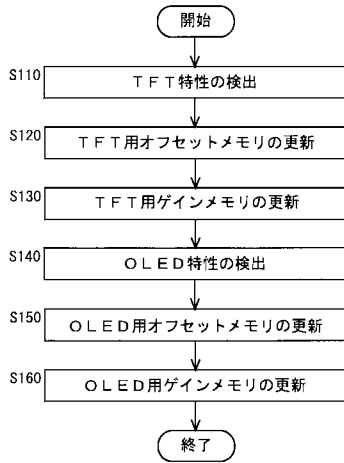 開始
S110
TFT特性の検出
S120
TFT用オフセットメモリの更新
S130
TFT用ゲインメモリの更新
S140
OLED特性の検出
S150
OLED用オフセットメモリの更新
S160
OLED用ゲインメモリの更新
終了